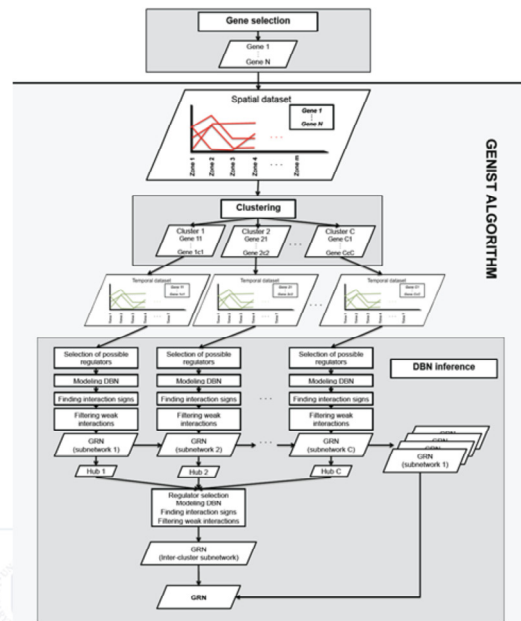 Gene selection
Gene 1
Gene N
GENIST ALGORITHM
Spatial dataset
Gene 1
Gene N
Zone 1
Zone 2
Zone 3
Zone 4
Zone m
Clustering
Cluster 1
Gene 11
Gene 1c1
Cluster 2
Gene 21
Gene 2c2
Cluster C
Gene C1
Gene CcC
Temporal dataset
Temporal dataset
Temporal dataset
DBN inference
Selection of possible
regulators
Modeling DBN
Finding interaction signs
Filtering weak
interactions
GRN
(subnetwork 1)
Hub 1
Selection of possible
regulators
Modeling DBN
Finding interaction signs
Filtering weak
interactions
GRN
(subnetwork 2)
Hub 2
Selection of possible
regulators
Modeling DBN
Finding interaction signs
Filtering weak
interactions
GRN
(subnetwork C)
Hub C
GRN
(subnetwork 1)
Regulator selection
Modeling DBN
Finding interaction signs
Filtering weak interactions
GRN
(Inter-cluster subnetwork)
GRN